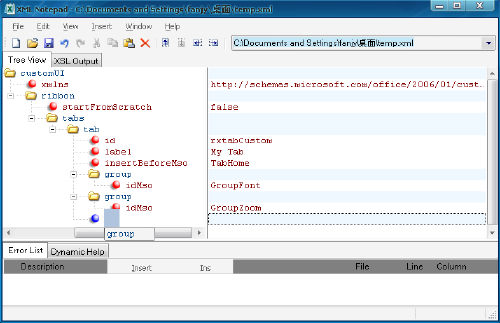 XML Notepad - C:\Documents and Settings\fanjy\桌面\temp.xml
File Edit View Insert Window Help
C:\Documents and Settings\fanjy\桌面\temp.xml
Tree View XSL Output
customUI
xmlns http://schemas.microsoft.com/office/2006/01/cust...
ribbon
startFromScratch false
tabs
tab
id rxtabCustom
label My Tab
insertBeforeMso TabHome
group
idMso GroupFont
group
idMso GroupZoom
group
Error List Dynamic Help
Description Insert Ins File Line Column